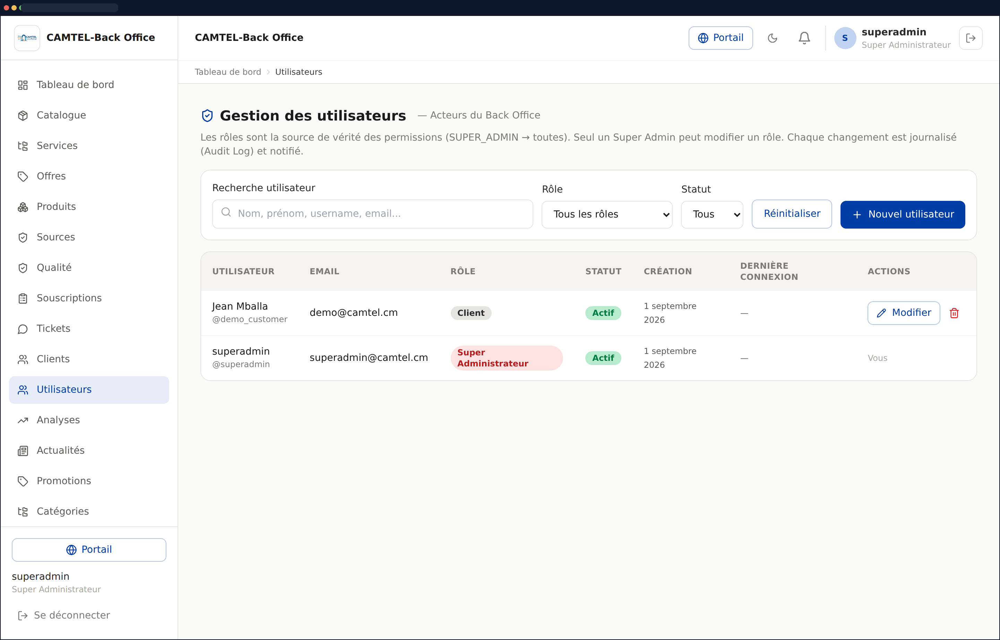 CAMTEL
CAMTEL-Back Office
CAMTEL-Back Office
Portail
S
superadmin
Super Administrateur
Tableau de bord
Utilisateurs
Tableau de bord
Catalogue
Services
Offres
Produits
Sources
Qualité
Souscriptions
Tickets
Clients
Utilisateurs
Analyses
Actualités
Promotions
Catégories
Portail
superadmin
Super Administrateur
Se déconnecter
Gestion des utilisateurs — Acteurs du Back Office
Les rôles sont la source de vérité des permissions (SUPER_ADMIN → toutes). Seul un Super Admin peut modifier un rôle. Chaque changement est journalisé
(Audit Log) et notifié.
Recherche utilisateur
Nom, prénom, username, email...
Rôle
Tous les rôles
Statut
Tous
Réinitialiser
+ Nouvel utilisateur
UTILISATEUR EMAIL RÔLE STATUT CRÉATION DERNIÈRE CONNEXION ACTIONS
Jean Mballa
@demo_customer
demo@camtel.cm
Client
Actif
1 septembre
2026
—
Modifier
superadmin
@superadmin
superadmin@camtel.cm
Super
Administrateur
Actif
1 septembre
2026
—
Vous